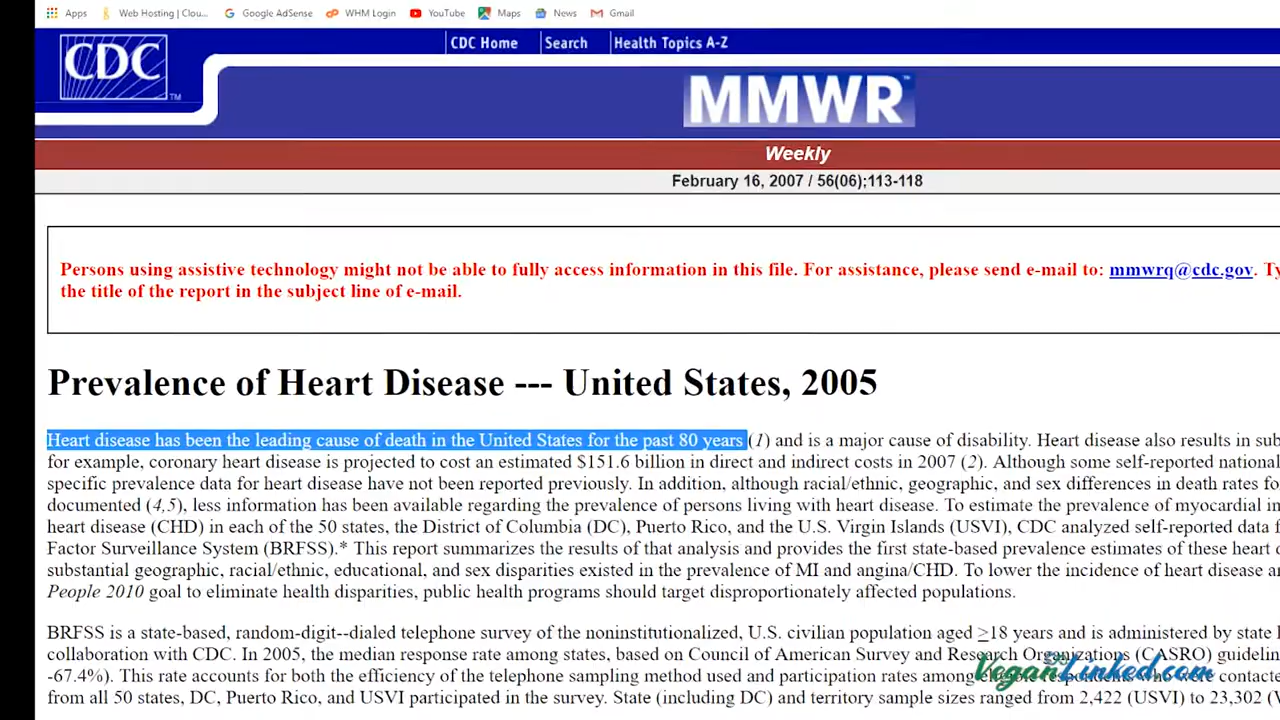 Apps Web Hosting | Clou... Google AdSense WHM Login YouTube Maps News Gmail
CDC Home Search Health Topics A-Z
CDC TM
MMWR TM
Weekly
February 16, 2007 / 56(06);113-118
Persons using assistive technology might not be able to fully access information in this file. For assistance, please send e-mail to: mmwrq@cdc.gov. Ty
the title of the report in the subject line of e-mail.
Prevalence of Heart Disease --- United States, 2005
Heart disease has been the leading cause of death in the United States for the past 80 years (1) and is a major cause of disability. Heart disease also results in sub
for example, coronary heart disease is projected to cost an estimated $151.6 billion in direct and indirect costs in 2007 (2). Although some self-reported national
specific prevalence data for heart disease have not been reported previously. In addition, although racial/ethnic, geographic, and sex differences in death rates fo
documented (4,5), less information has been available regarding the prevalence of persons living with heart disease. To estimate the prevalence of myocardial in
heart disease (CHD) in each of the 50 states, the District of Columbia (DC), Puerto Rico, and the U.S. Virgin Islands (USVI), CDC analyzed self-reported data f
Factor Surveillance System (BRFSS).* This report summarizes the results of that analysis and provides the first state-based prevalence estimates of these heart
substantial geographic, racial/ethnic, educational, and sex disparities existed in the prevalence of MI and angina/CHD. To lower the incidence of heart disease an
People 2010 goal to eliminate health disparities, public health programs should target disproportionately affected populations.
BRFSS is a state-based, random-digit--dialed telephone survey of the noninstitutionalized, U.S. civilian population aged >18 years and is administered by state
collaboration with CDC. In 2005, the median response rate among states, based on Council of American Survey and Research Organizations (CASRO) guidelin
-67.4%). This rate accounts for both the efficiency of the telephone sampling method used and participation rates among eligible respondents who were contacte
VeganLinked.com
from all 50 states, DC, Puerto Rico, and USVI participated in the survey. State (including DC) and territory sample sizes ranged from 2,422 (USVI) to 23,302 (